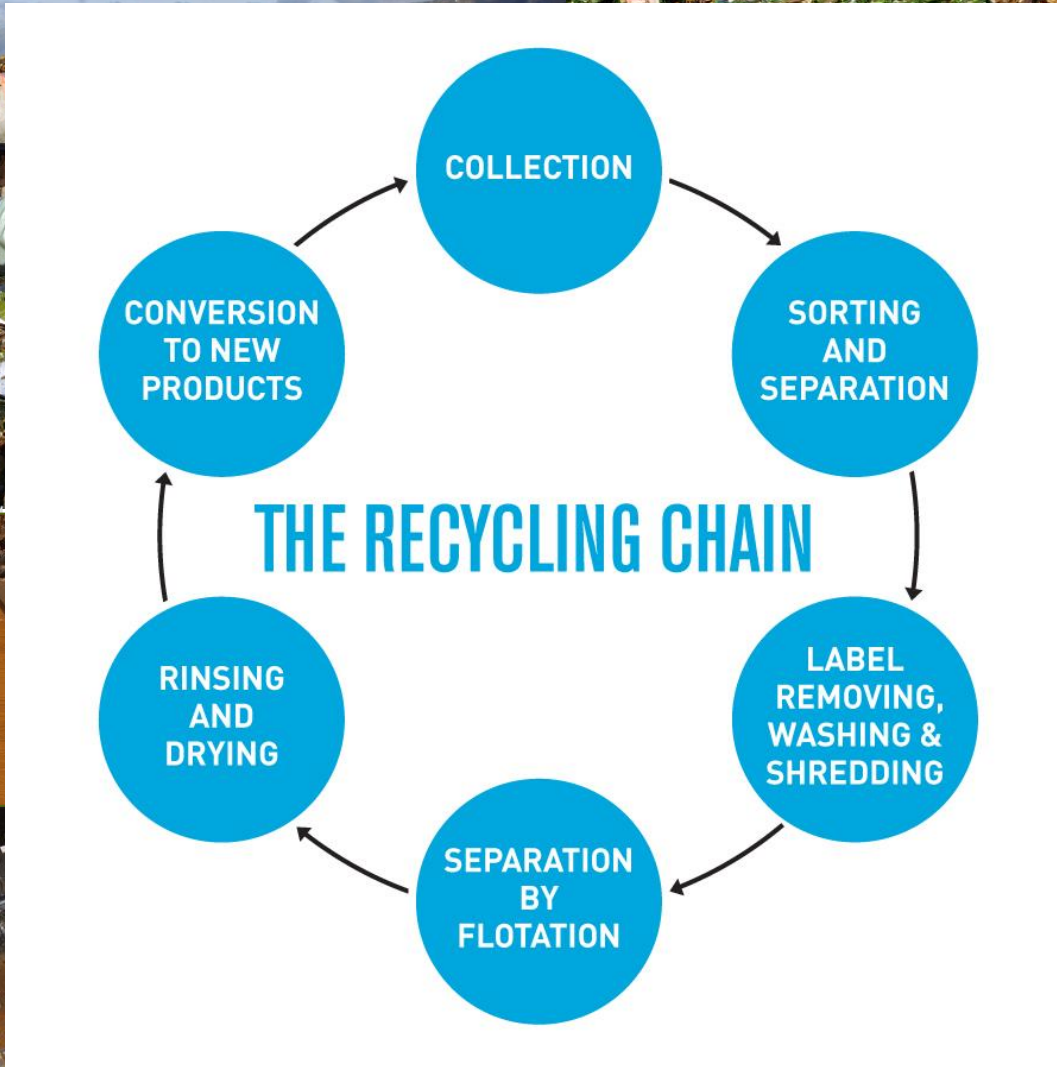 COLLECTION
SORTING
AND
SEPARATION
LABEL
REMOVING,
WASHING &
SHREDDING
SEPARATION
BY
FLOTATION
RINSING
AND
DRYING
CONVERSION
TO NEW
PRODUCTS
THE RECYCLING CHAIN